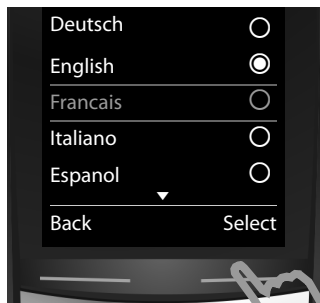 Deutsch
English
Francais
Italiano
Espanol
Back Select